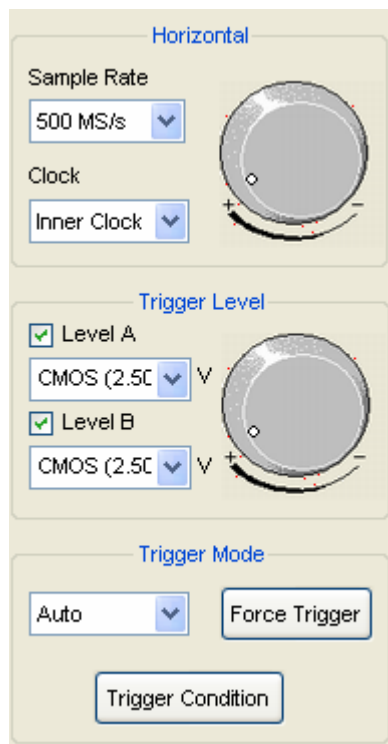 Horizontal
Sample Rate
500 MS/s
Clock
Inner Clock
+ −
Trigger Level
Level A
CMOS (2.50 V
Level B
CMOS (2.50 V
+ −
Trigger Mode
Auto
Force Trigger
Trigger Condition